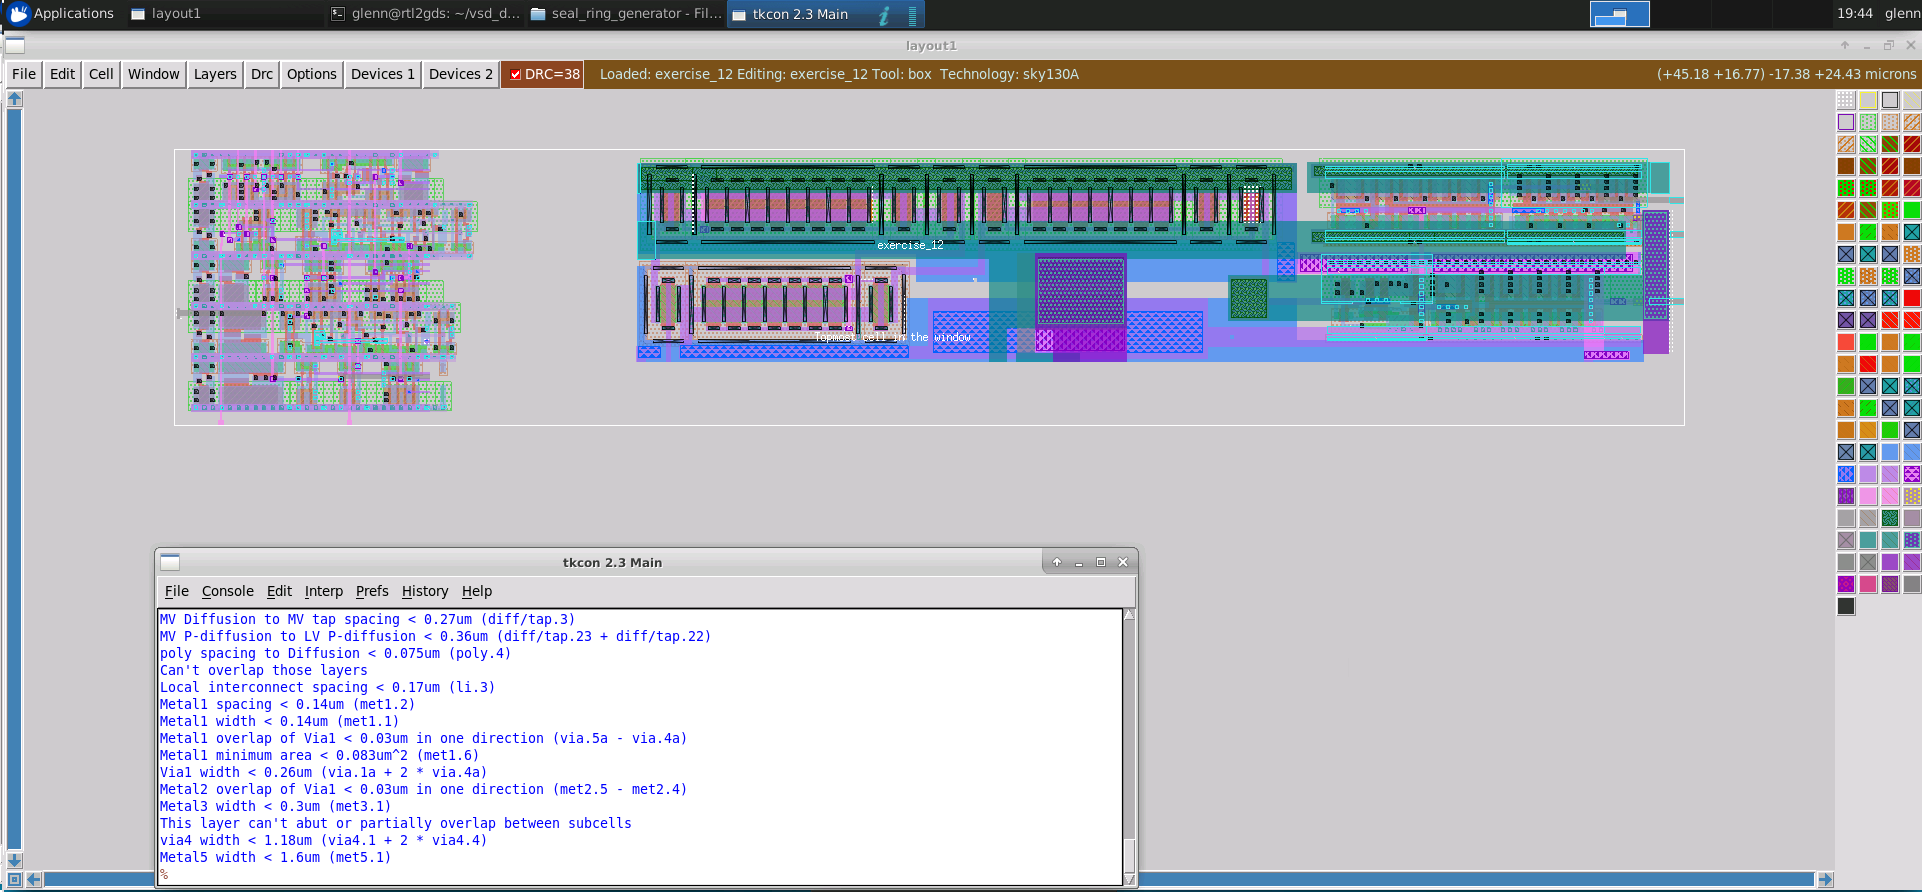 Applications
layout1
glenn@rtl2gds: ~/vsd_d...
seal_ring_generator - Fil...
tkcon 2.3 Main
19:44
glenn
layout1
File
Edit
Cell
Window
Layers
Drc
Options
Devices 1
Devices 2
DRC=38
Loaded: exercise_12 Editing: exercise_12 Tool: box  Technology: sky130A
(+45.18 +16.77) -17.38 +24.43 microns
exercise_12
Topmost cell in the window
tkcon 2.3 Main
File
Console
Edit
Interp
Prefs
History
Help
MV Diffusion to MV tap spacing < 0.27um (diff/tap.3)
MV P-diffusion to LV P-diffusion < 0.36um (diff/tap.23 + diff/tap.22)
poly spacing to Diffusion < 0.075um (poly.4)
Can't overlap those layers
Local interconnect spacing < 0.17um (li.3)
Metal1 spacing < 0.14um (met1.2)
Metal1 width < 0.14um (met1.1)
Metal1 overlap of Via1 < 0.03um in one direction (via.5a - via.4a)
Metal1 minimum area < 0.083um^2 (met1.6)
Via1 width < 0.26um (via.1a + 2 * via.4a)
Metal2 overlap of Via1 < 0.03um in one direction (met2.5 - met2.4)
Metal3 width < 0.3um (met3.1)
This layer can't abut or partially overlap between subcells
via4 width < 1.18um (via4.1 + 2 * via4.4)
Metal5 width < 1.6um (met5.1)
%